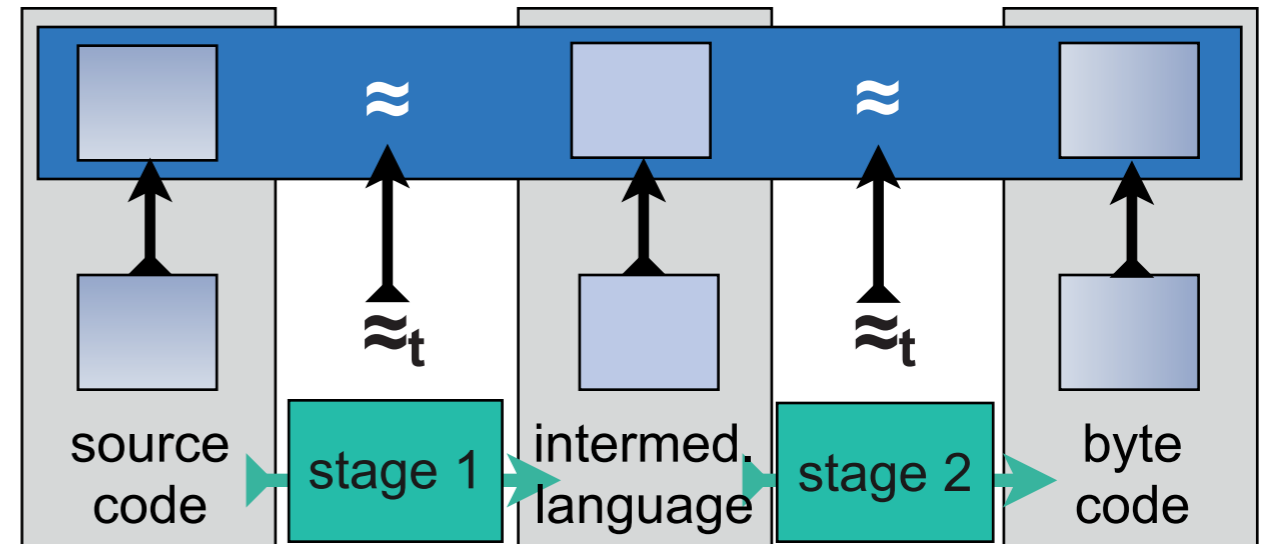 ≈ ≈
≈t ≈t
source
code
stage 1
intermed.
language
stage 2
byte
code